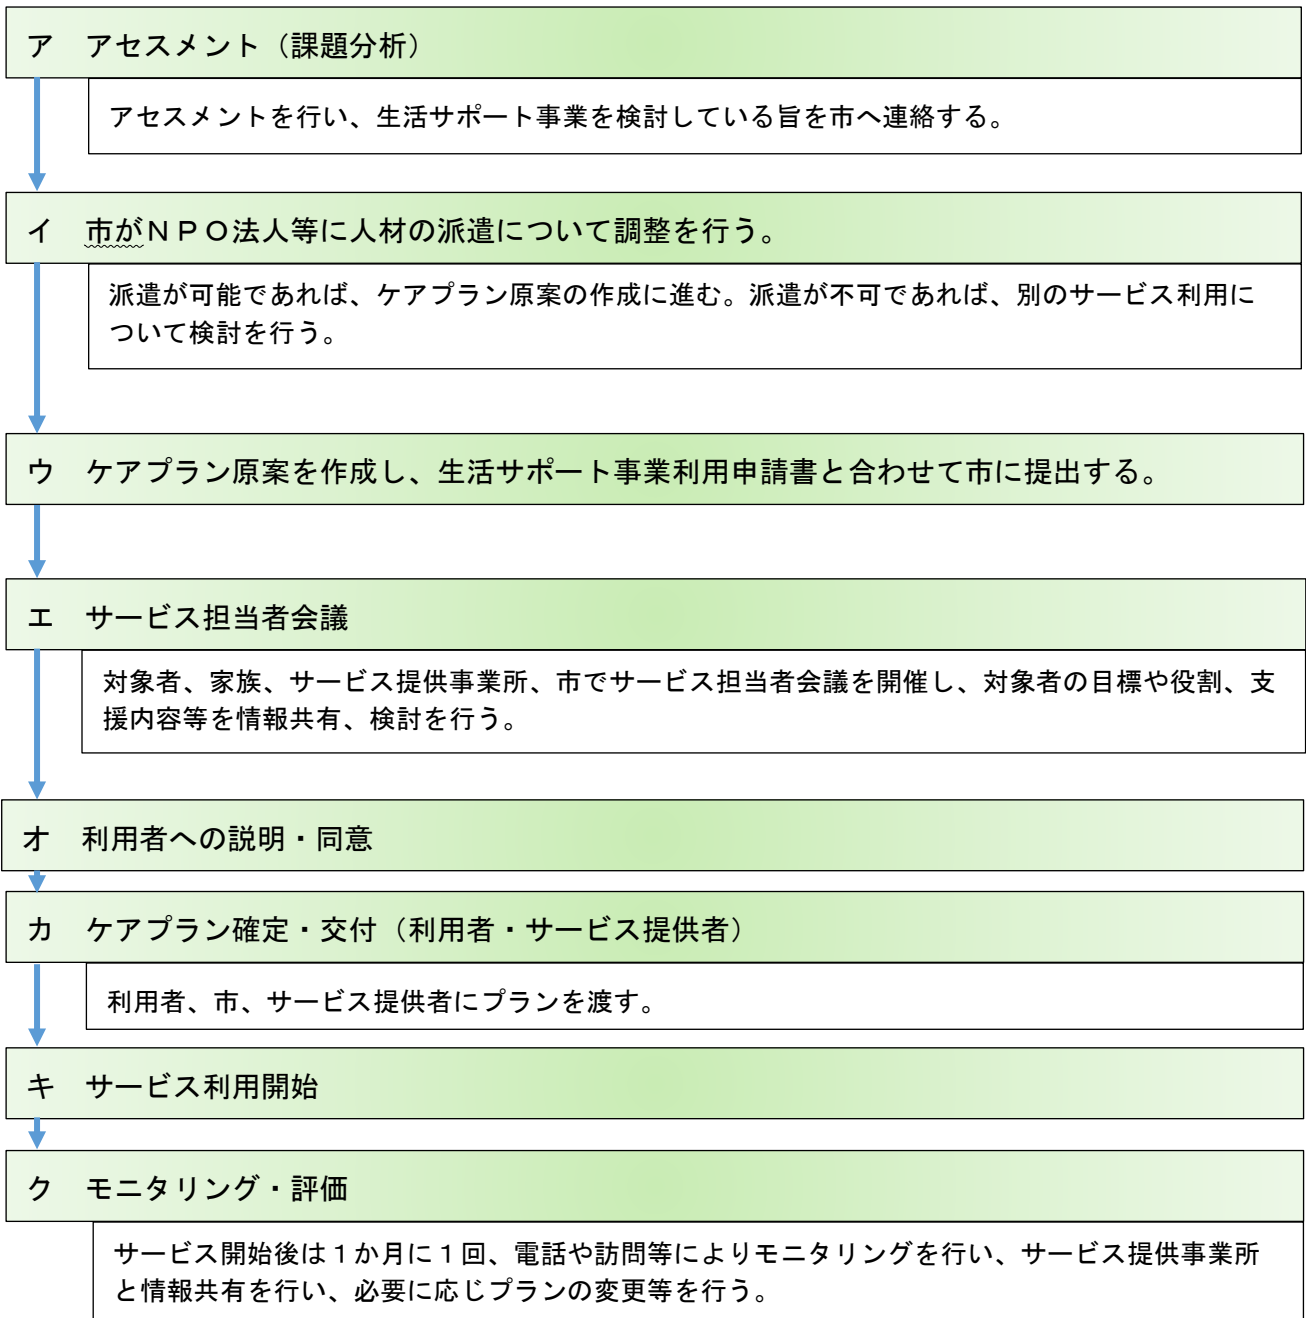 ア　アセスメント（課題分析）
アセスメントを行い、生活サポート事業を検討している旨を市へ連絡する。
イ　市がＮＰＯ法人等に人材の派遣について調整を行う。
派遣が可能であれば、ケアプラン原案の作成に進む。派遣が不可であれば、別のサービス利用に
ついて検討を行う。
ウ　ケアプラン原案を作成し、生活サポート事業利用申請書と合わせて市に提出する。
エ　サービス担当者会議
対象者、家族、サービス提供事業所、市でサービス担当者会議を開催し、対象者の目標や役割、支
援内容等を情報共有、検討を行う。
オ　利用者への説明・同意
カ　ケアプラン確定・交付（利用者・サービス提供者）
利用者、市、サービス提供者にプランを渡す。
キ　サービス利用開始
ク　モニタリング・評価
サービス開始後は１か月に１回、電話や訪問等によりモニタリングを行い、サービス提供事業所
と情報共有を行い、必要に応じプランの変更等を行う。